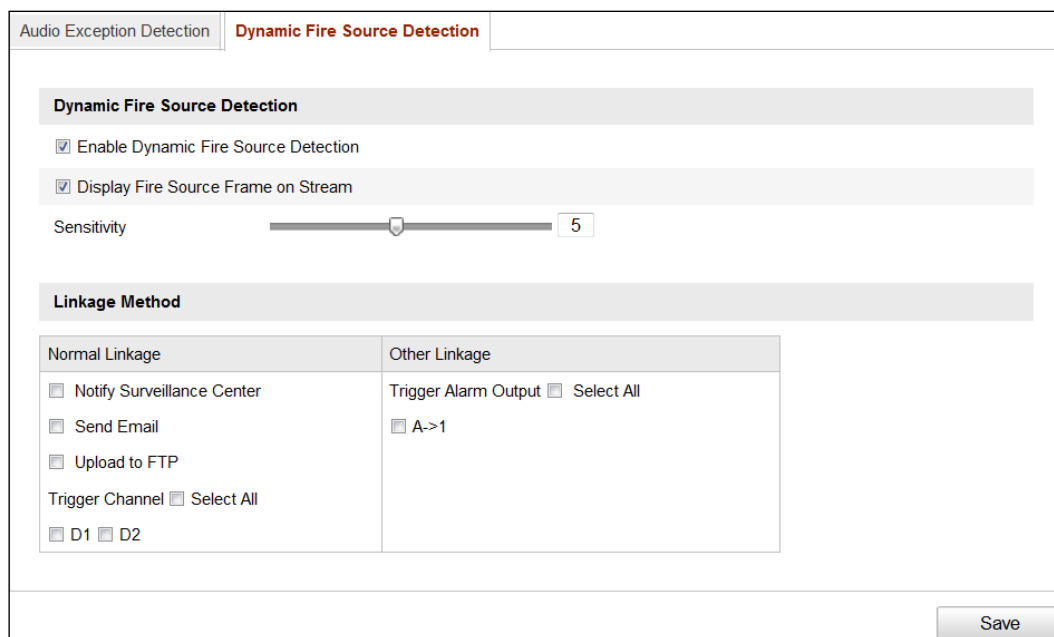 Audio Exception Detection Dynamic Fire Source Detection
Dynamic Fire Source Detection
Enable Dynamic Fire Source Detection
Display Fire Source Frame on Stream
Sensitivity 5
Linkage Method
Normal Linkage Other Linkage
Notify Surveillance Center Trigger Alarm Output Select All
Send Email A->1
Upload to FTP
Trigger Channel Select All
D1 D2
Save